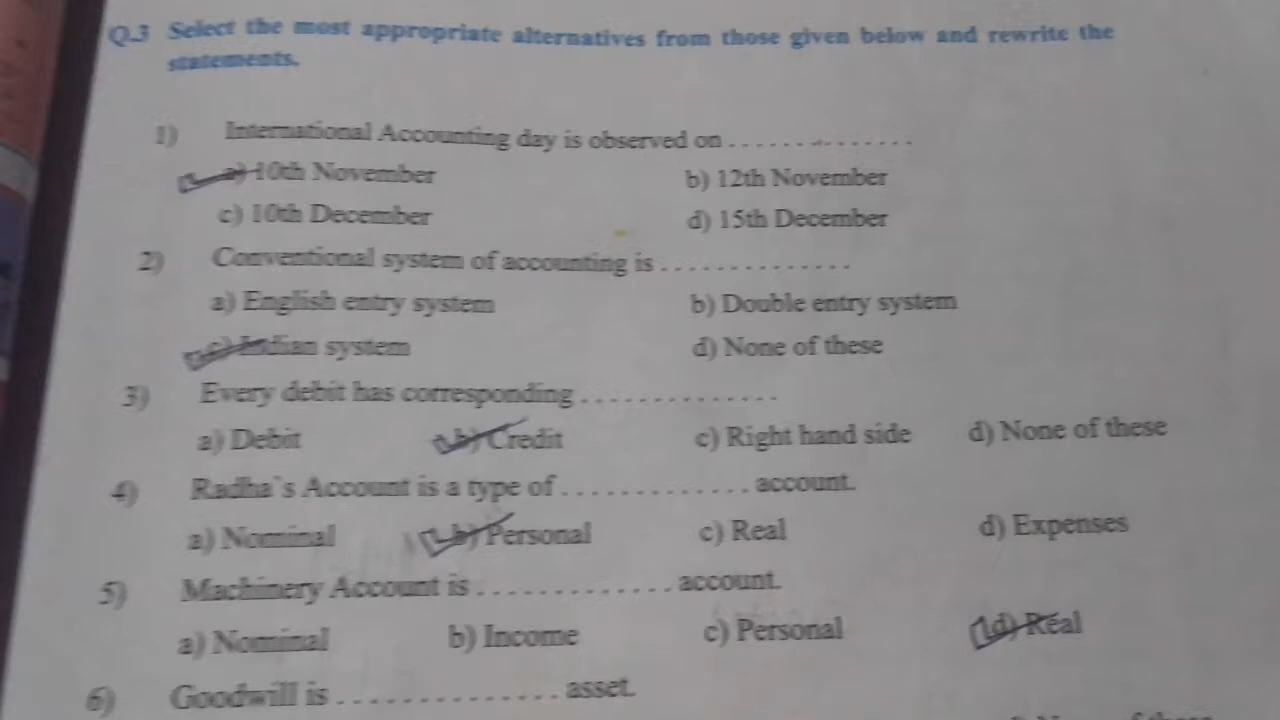 Q.3 Select the most appropriate alternatives from those given below and rewrite the
statements.
1) International Accounting day is observed on . . . . . . . . . . . . . .
a) 10th November b) 12th November
c) 10th December d) 15th December
2) Conventional system of accounting is . . . . . . . . . . . . . .
a) English entry system b) Double entry system
c) Indian system d) None of these
3) Every debit has corresponding . . . . . . . . . . . . . .
a) Debit b) Credit c) Right hand side d) None of these
4) Radha's Account is a type of . . . . . . . . . . . . . . account.
a) Nominal b) Personal c) Real d) Expenses
5) Machinery Account is . . . . . . . . . . . . . . account.
a) Nominal b) Income c) Personal d) Real
6) Goodwill is . . . . . . . . . . . . . . . . asset.